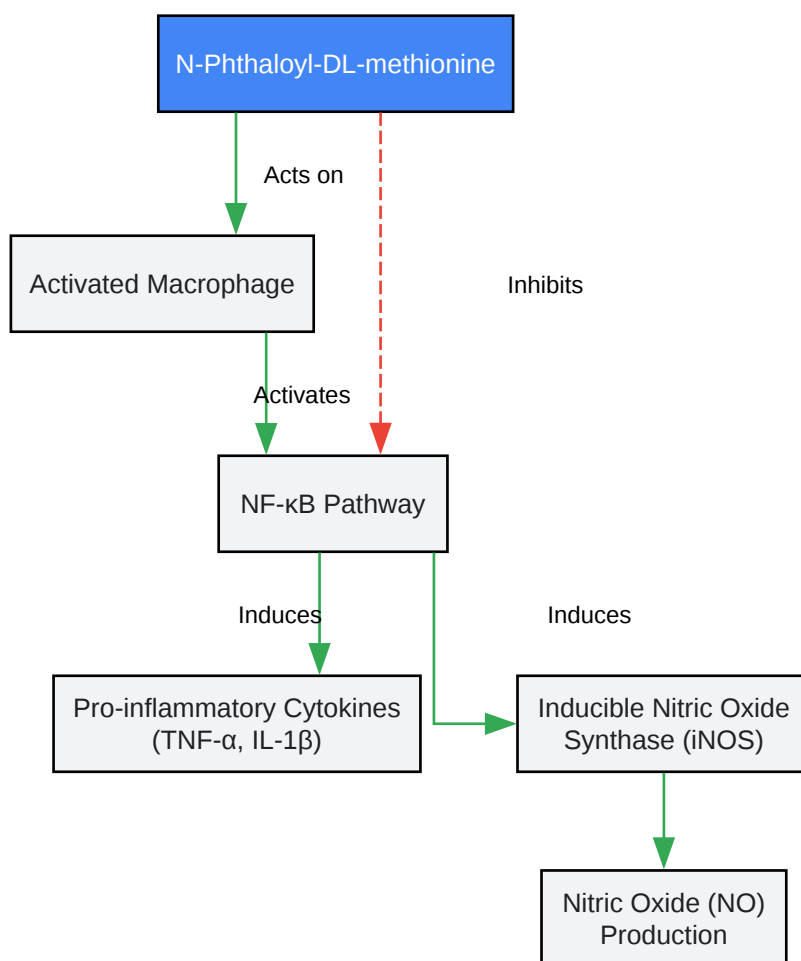 N-Phthaloyl-DL-methionine
Acts on
Activated Macrophage
Inhibits
Activates
NF-κB Pathway
Induces
Induces
Pro-inflammatory Cytokines
(TNF-α, IL-1β)
Inducible Nitric Oxide
Synthase (iNOS)
Nitric Oxide (NO)
Production